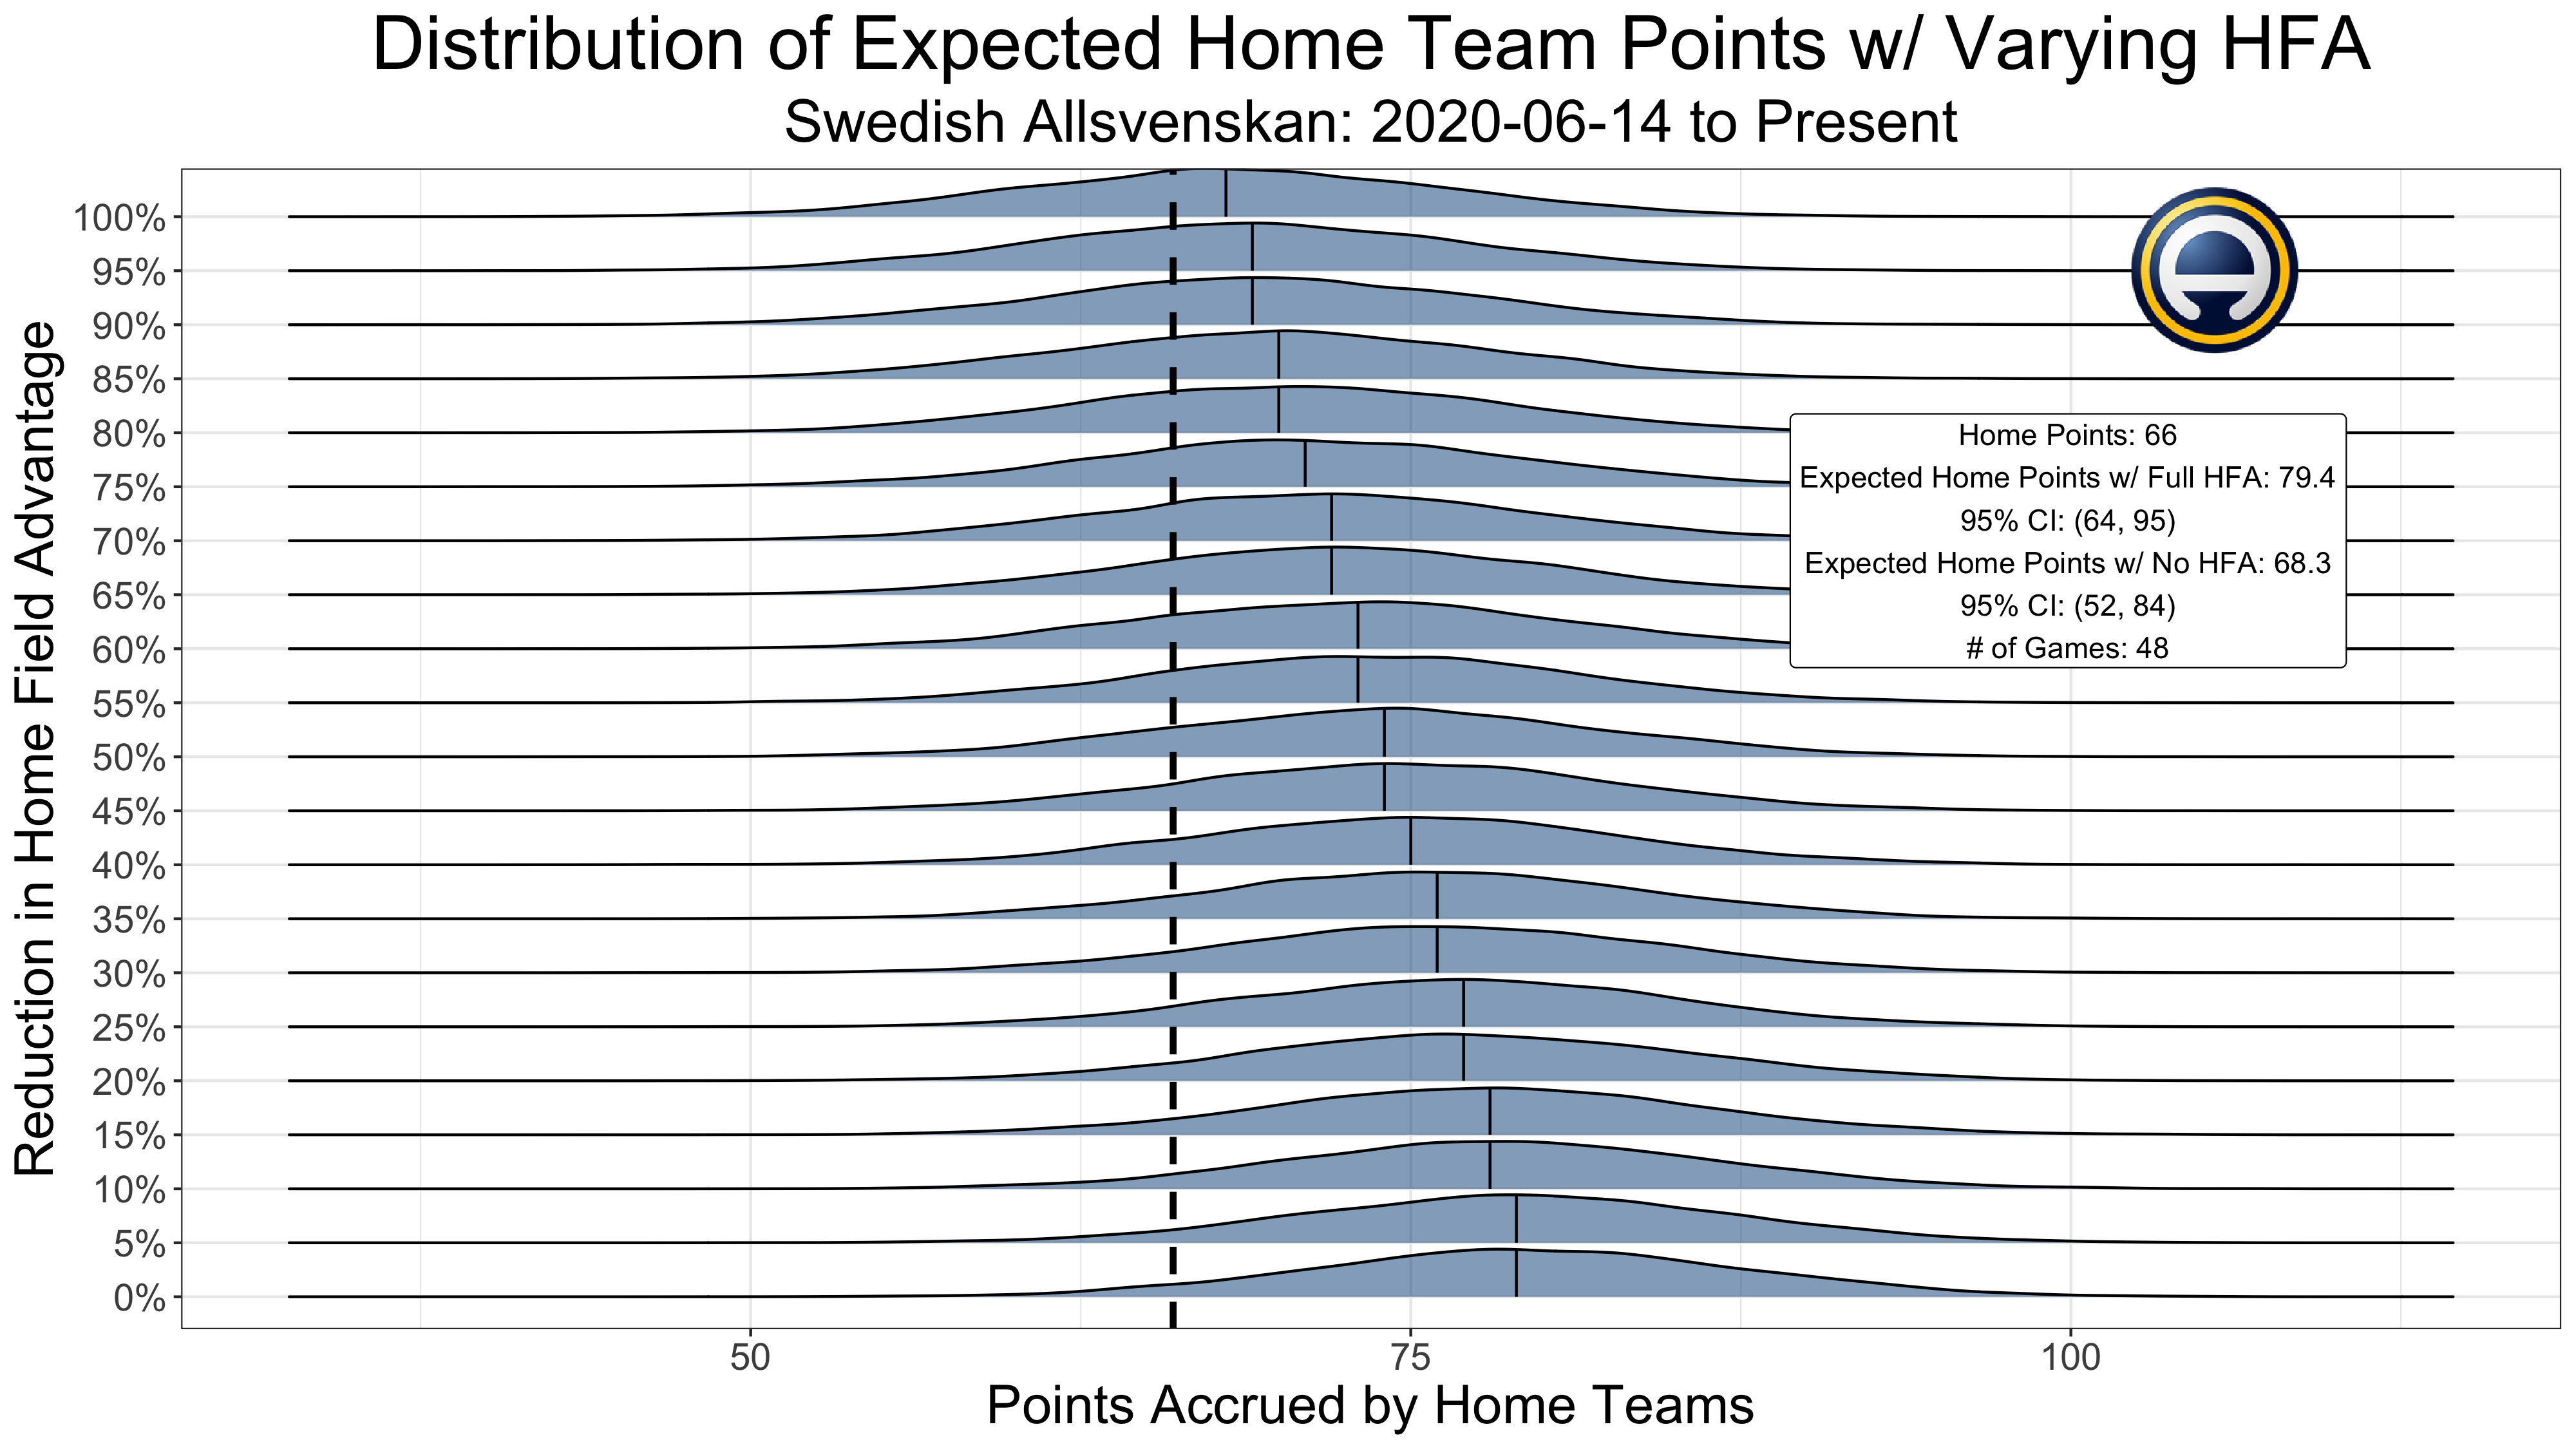 Distribution of Expected Home Team Points w/ Varying HFA
Swedish Allsvenskan: 2020-06-14 to Present
Reduction in Home Field Advantage
100%
95%
90%
85%
80%
75%
70%
65%
60%
55%
50%
45%
40%
35%
30%
25%
20%
15%
10%
5%
0%
Home Points: 66
Expected Home Points w/ Full HFA: 79.4
95% CI: (64, 95)
Expected Home Points w/ No HFA: 68.3
95% CI: (52, 84)
# of Games: 48
50
75
100
Points Accrued by Home Teams